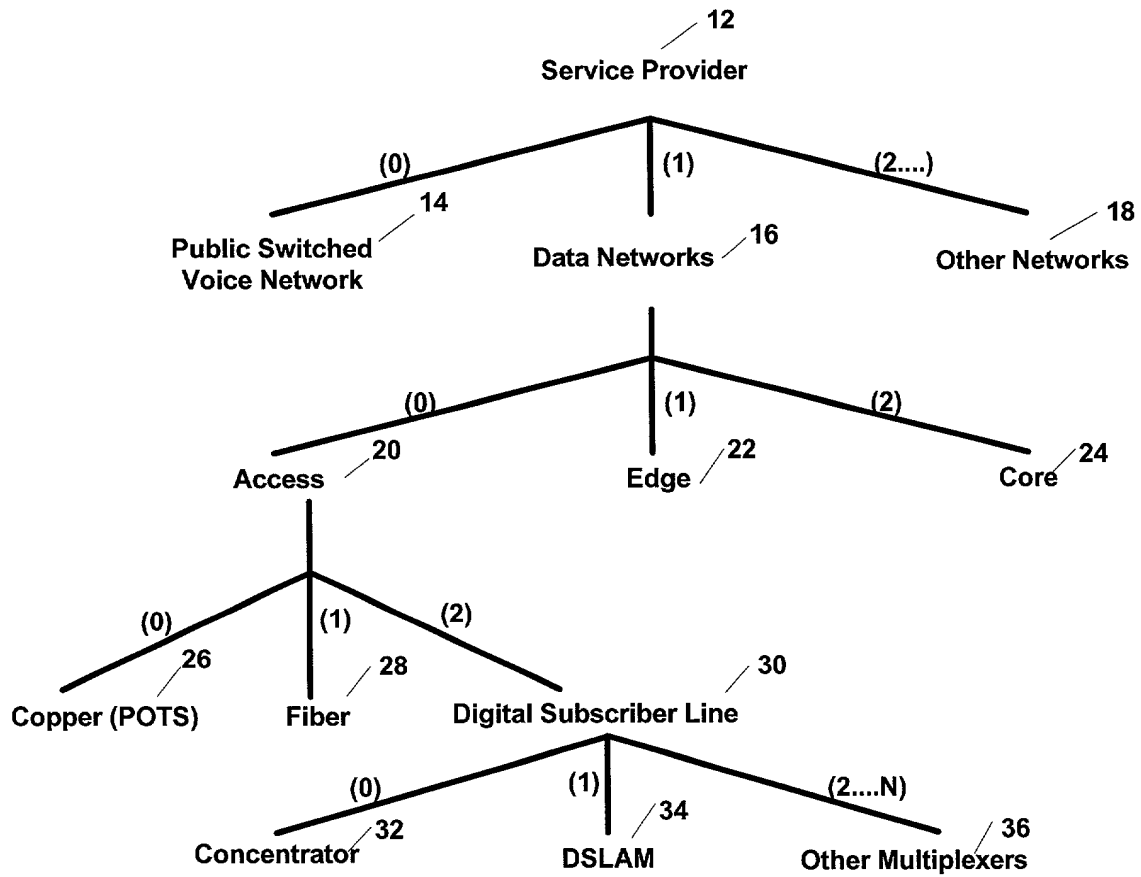 12
Service Provider
(0)
(1)
(2....)
14
16
18
Public Switched
Voice Network
Data Networks
Other Networks
(0)
(1)
(2)
20
22
24
Access
Edge
Core
(0)
(1)
(2)
26
28
30
Copper (POTS)
Fiber
Digital Subscriber Line
(0)
(1)
(2....N)
32
34
36
Concentrator
DSLAM
Other Multiplexers